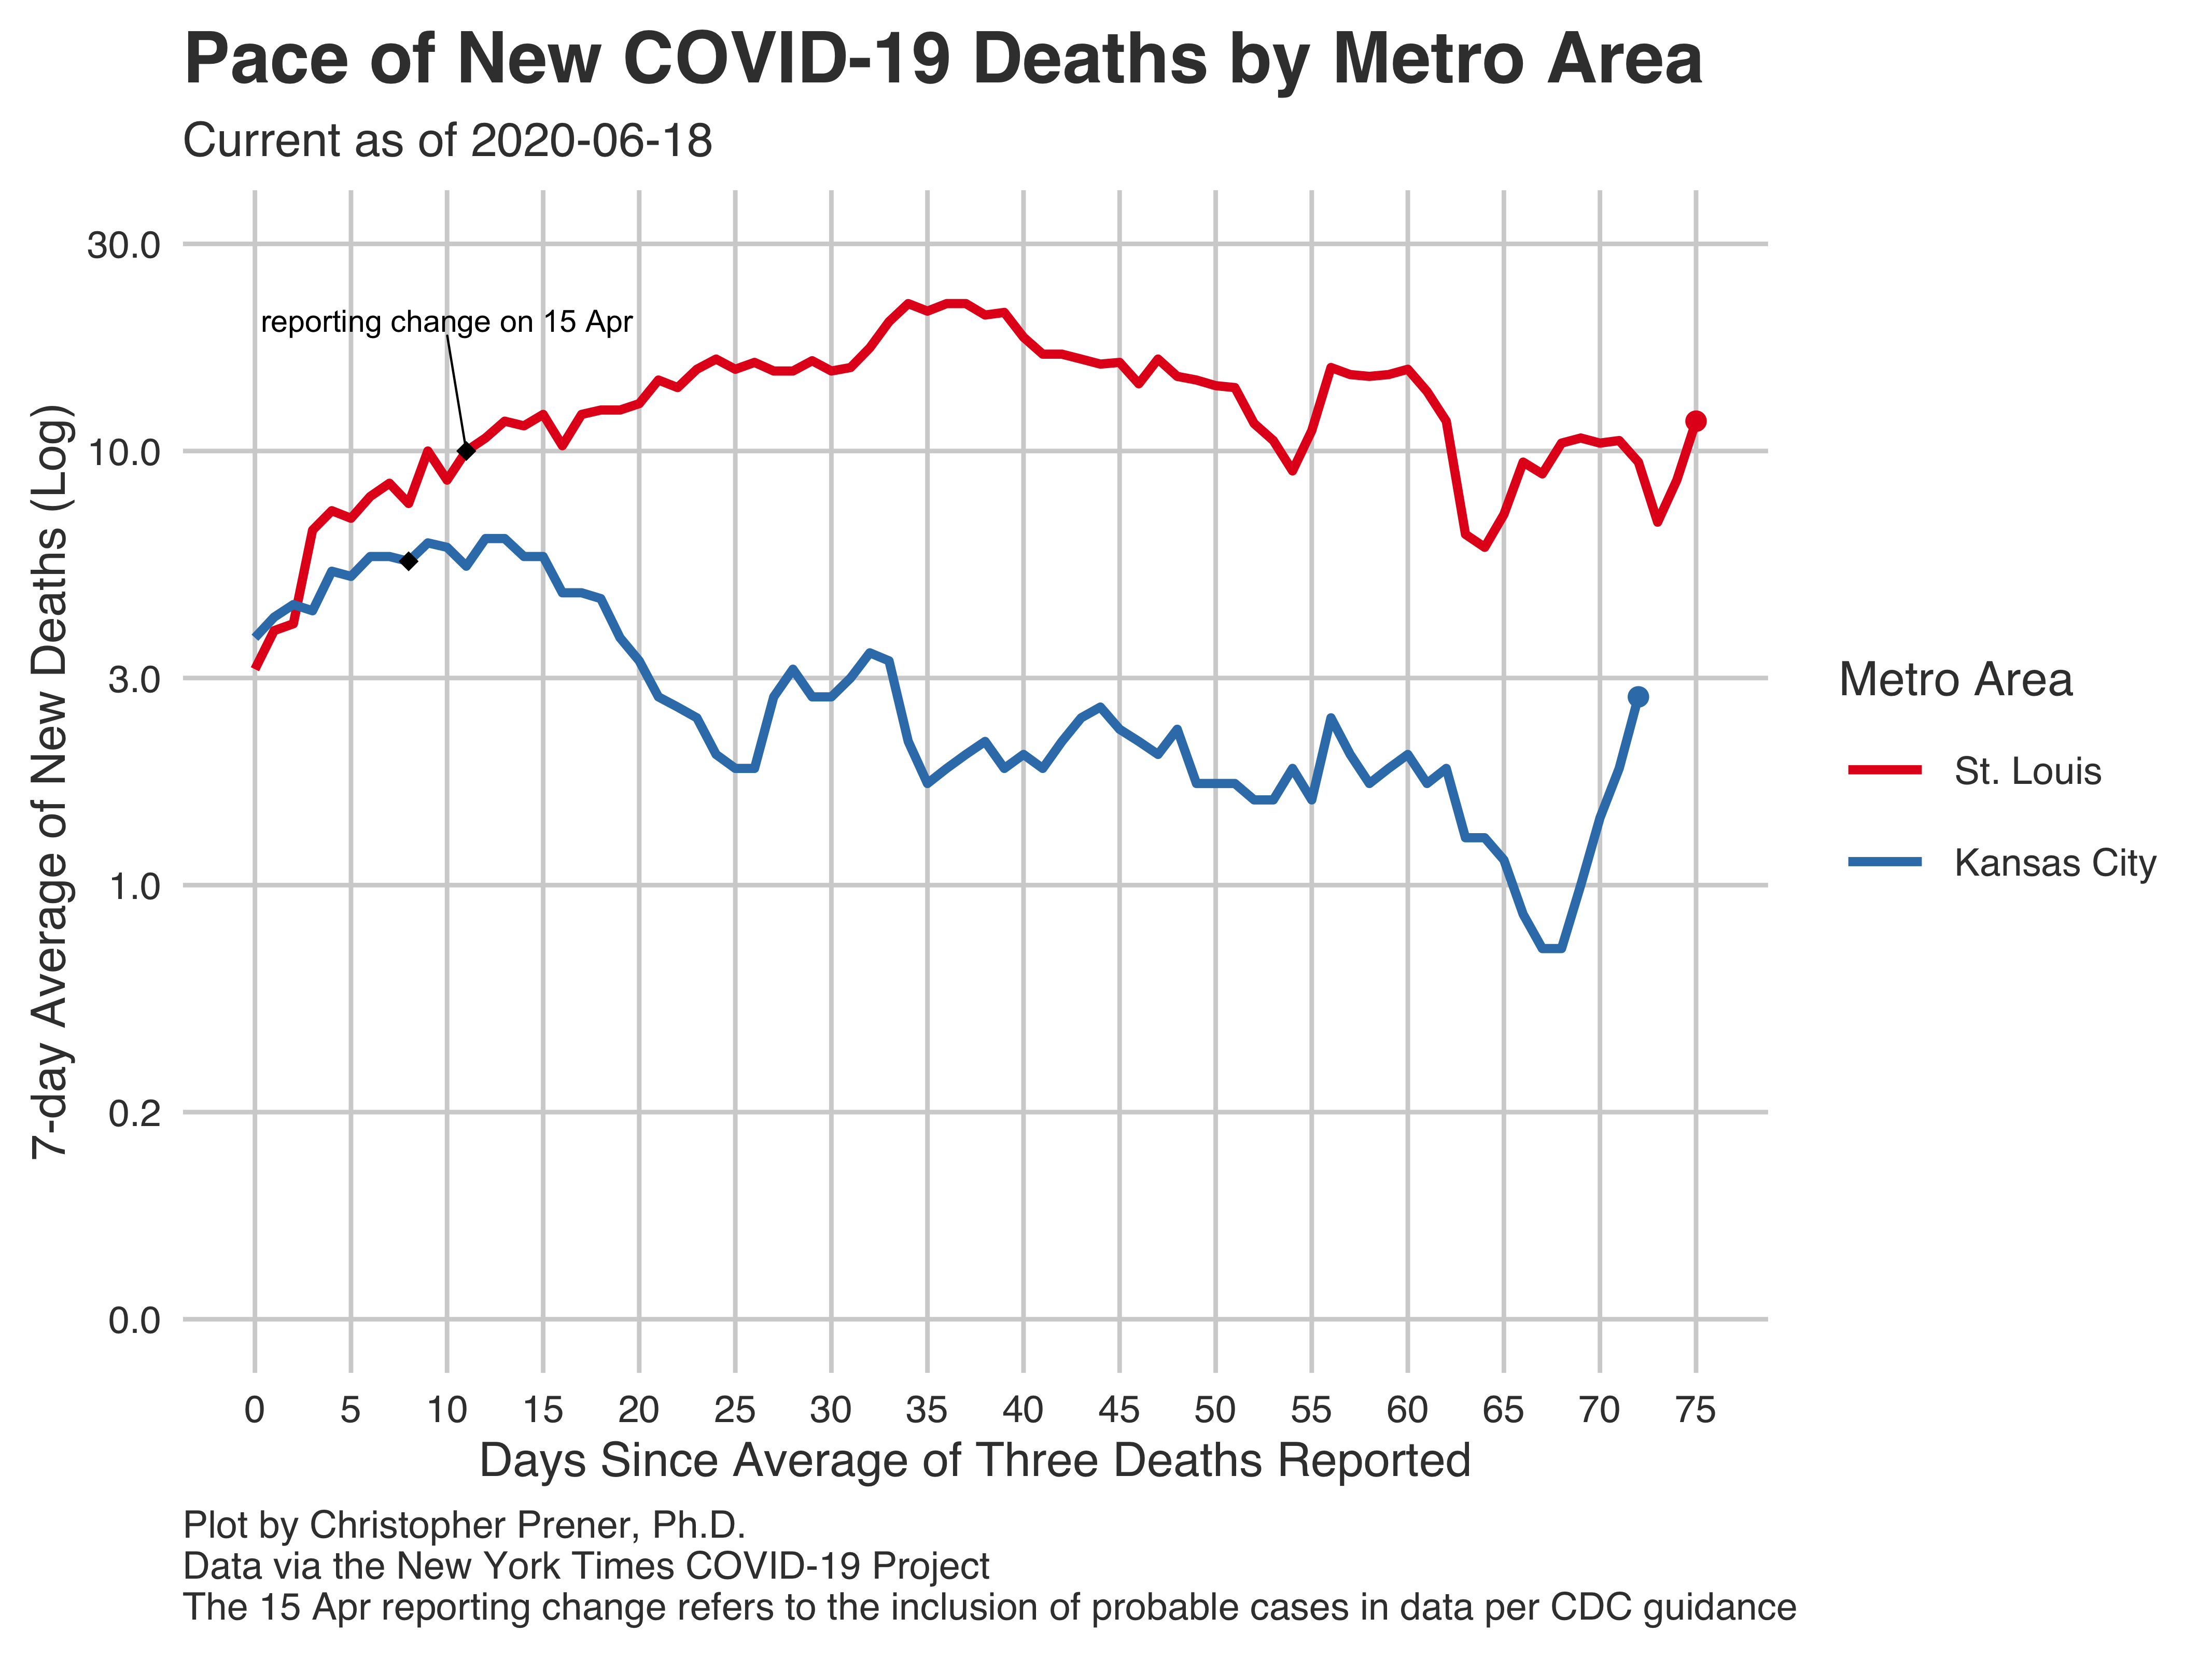 Pace of New COVID-19 Deaths by Metro Area
Current as of 2020-06-18
7-day Average of New Deaths (Log)
30.0
10.0
3.0
1.0
0.2
0.0
reporting change on 15 Apr
0 5 10 15 20 25 30 35 40 45 50 55 60 65 70 75
Days Since Average of Three Deaths Reported
Metro Area
St. Louis
Kansas City
Plot by Christopher Prener, Ph.D.
Data via the New York Times COVID-19 Project
The 15 Apr reporting change refers to the inclusion of probable cases in data per CDC guidance